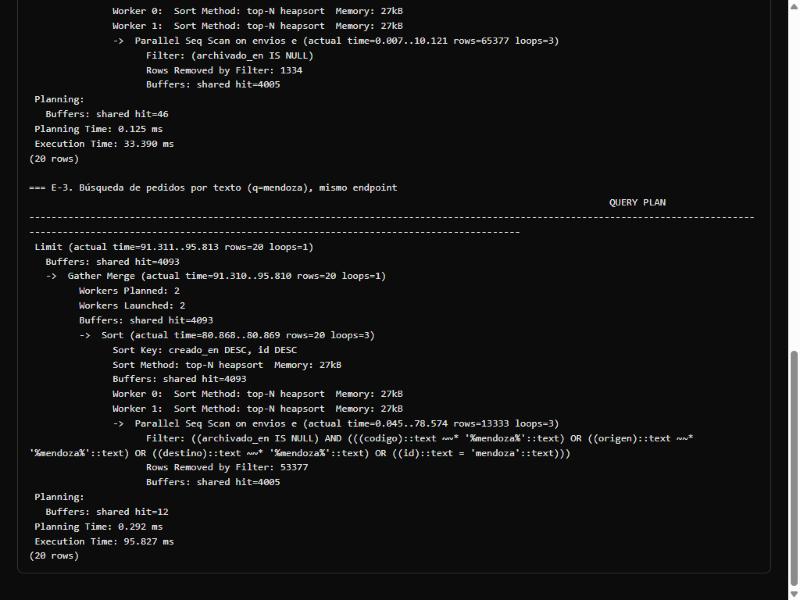 Worker 0:  Sort Method: top-N heapsort  Memory: 27kB
Worker 1:  Sort Method: top-N heapsort  Memory: 27kB
->  Parallel Seq Scan on envios e (actual time=0.007..10.121 rows=65377 loops=3)
Filter: (archivado_en IS NULL)
Rows Removed by Filter: 1334
Buffers: shared hit=4005
Planning:
Buffers: shared hit=46
Planning Time: 0.125 ms
Execution Time: 33.390 ms
(20 rows)
=== E-3. Búsqueda de pedidos por texto (q=mendoza), mismo endpoint
QUERY PLAN
Limit (actual time=91.311..95.813 rows=20 loops=1)
Buffers: shared hit=4093
->  Gather Merge (actual time=91.310..95.810 rows=20 loops=1)
Workers Planned: 2
Workers Launched: 2
Buffers: shared hit=4093
->  Sort (actual time=80.868..80.869 rows=20 loops=3)
Sort Key: creado_en DESC, id DESC
Sort Method: top-N heapsort  Memory: 27kB
Buffers: shared hit=4093
Worker 0:  Sort Method: top-N heapsort  Memory: 27kB
Worker 1:  Sort Method: top-N heapsort  Memory: 27kB
->  Parallel Seq Scan on envios e (actual time=0.045..78.574 rows=13333 loops=3)
Filter: ((archivado_en IS NULL) AND (((codigo)::text ~~* '%mendoza%'::text) OR ((origen)::text ~~*
'%mendoza%'::text) OR ((destino)::text ~~* '%mendoza%'::text) OR ((id)::text = 'mendoza'::text)))
Rows Removed by Filter: 53377
Buffers: shared hit=4005
Planning:
Buffers: shared hit=12
Planning Time: 0.292 ms
Execution Time: 95.827 ms
(20 rows)